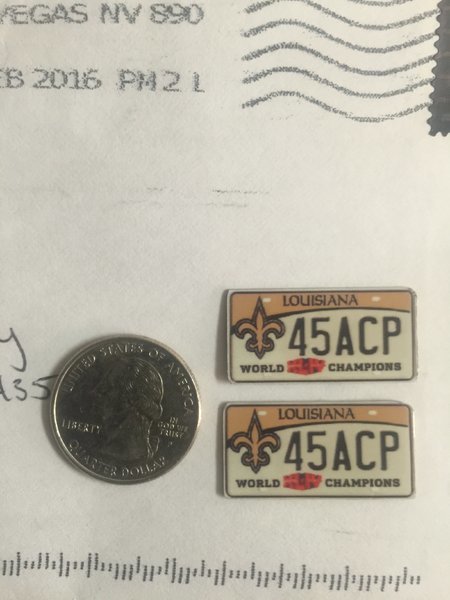 VEGAS NV 890
EB 2016 PM 2 L
LOUISIANA
45ACP
WORLD CHAMPIONS
y
435
UNITED STATES OF AMERICA
LIBERTY
IN
GOD WE
TRUST
QUARTER DOLLAR
LOUISIANA
45ACP
WORLD CHAMPIONS